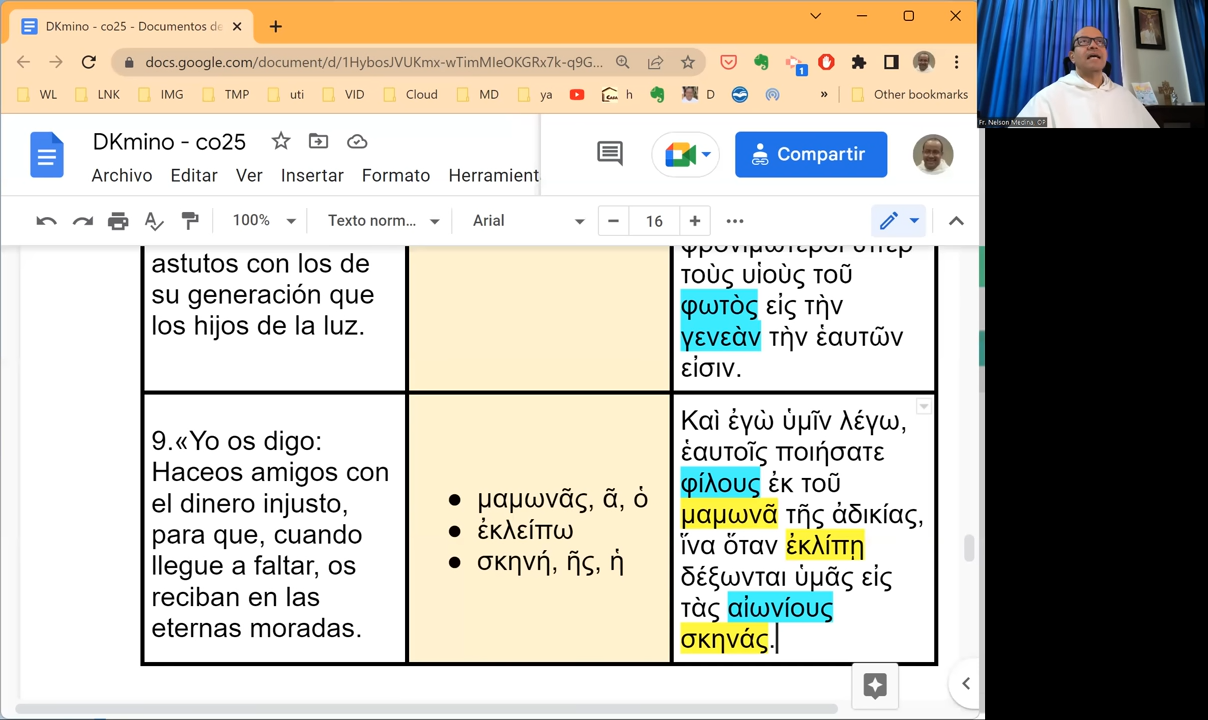 DKmino - co25 - Documentos de
docs.google.com/document/d/1HybosJVUKmx-wTimMIeOKGRx7k-q9G...
1
WL LNK IMG TMP uti VID Cloud MD ya h D » Other bookmarks
Fr. Nelson Medina, OP
DKmino - co25
Archivo Editar Ver Insertar Formato Herramient
Compartir
100% Texto norm... Arial 16
astutos con los de
su generación que
los hijos de la luz.
φρονιμώτεροι ὑπὲρ
τοὺς υἱοὺς τοῦ
φωτὸς εἰς τὴν
γενεὰν τὴν ἑαυτῶν
εἰσιν.
9.«Yo os digo:
Haceos amigos con
el dinero injusto,
para que, cuando
llegue a faltar, os
reciban en las
eternas moradas.
● μαμωνᾶς, ᾶ, ὁ
● ἐκλείπω
● σκηνή, ῆς, ἡ
Καὶ ἐγὼ ὑμῖν λέγω,
ἑαυτοῖς ποιήσατε
φίλους ἐκ τοῦ
μαμωνᾶ τῆς ἀδικίας,
ἵνα ὅταν ἐκλίπῃ
δέξωνται ὑμᾶς εἰς
τὰς αἰωνίους
σκηνάς.